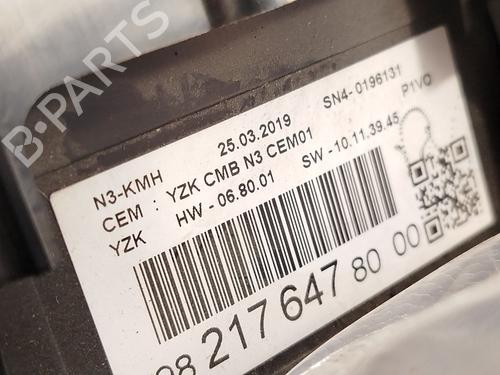 B-PARTS
25.03.2019 SN4- 0196131
N3-KMH P1VO
CEM : YZK CMB N3 CEM01
YZK HW - 06.80.01 SW - 10.11.39.45
98 217 647 80 00